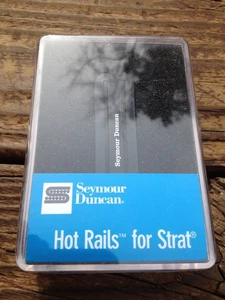 Seymour Duncan
Seymour
Duncan®
Hot Rails™ for Strat®